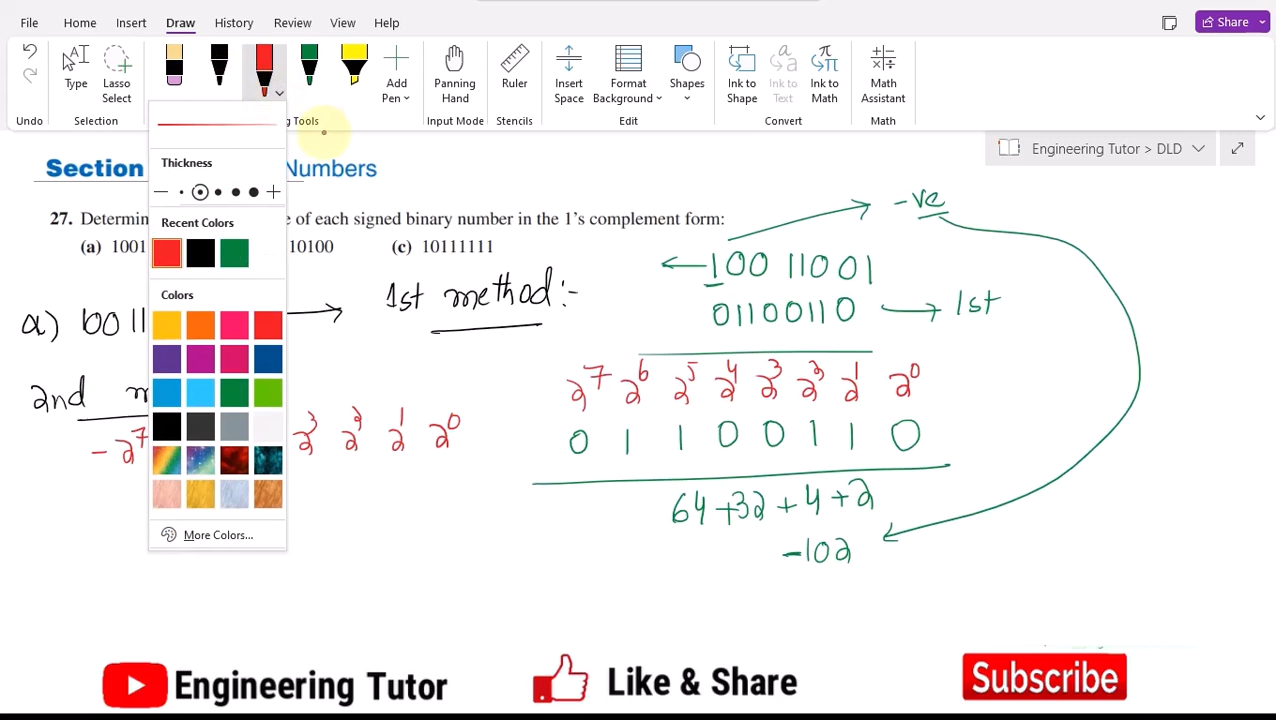 File Home Insert Draw History Review View Help Share
Type Lasso Select Add Pen Panning Hand Ruler Insert Space Format Background Shapes Ink to Shape Ink to Text Ink to Math Math Assistant
Undo Selection g Tools Input Mode Stencils Edit Convert Math
Engineering Tutor > DLD
Section Numbers
Thickness
27. Determin e of each signed binary number in the 1's complement form:
Recent Colors
(a) 1001 10100 (c) 10111111
-ve
← 10011001
Colors
a) 10011 → 1st method :-
01100110 → 1st
2nd m
2^7 2^6 2^5 2^4 2^3 2^2 2^1 2^0
-2^7 2^3 2^2 2^1 2^0
0 1 1 0 0 1 1 0
64+32+4+2
-102
More Colors...
Engineering Tutor Like & Share Subscribe